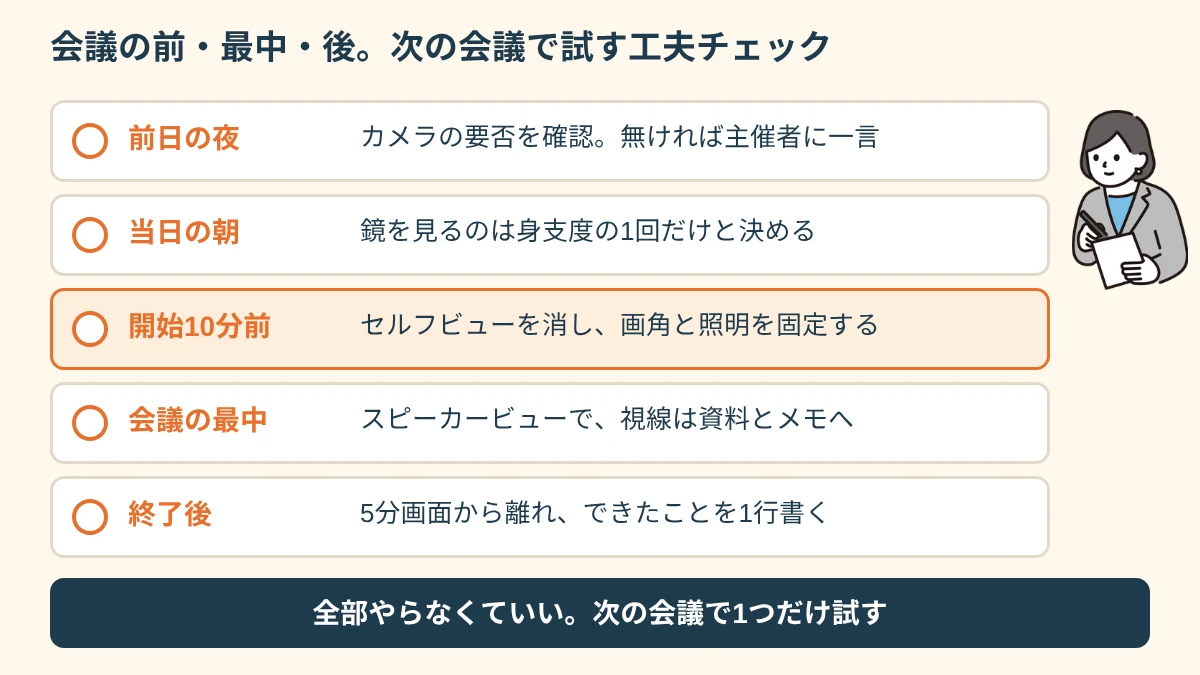 会議の前・最中・後。次の会議で試す工夫チェック
前日の夜 カメラの要否を確認。無ければ主催者に一言
当日の朝 鏡を見るのは身支度の1回だけと決める
開始10分前 セルフビューを消し、画角と照明を固定する
会議の最中 スピーカービューで、視線は資料とメモへ
終了後 5分画面から離れ、できたことを1行書く
全部やらなくていい。次の会議で1つだけ試す